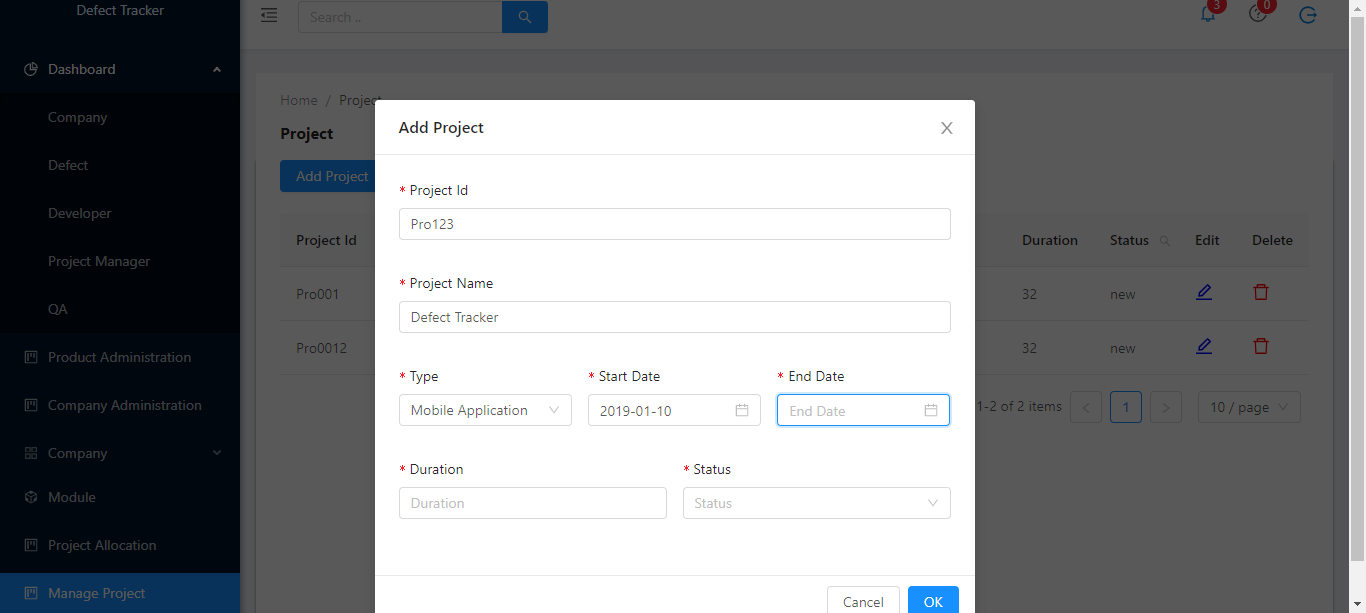 Defect Tracker
Dashboard
Company
Defect
Developer
Project Manager
QA
Product Administration
Company Administration
Company
Module
Project Allocation
Manage Project
Search ..
3
0
Home / Project
Project
Add Project
Project Id Duration Status Edit Delete
Pro001 32 new
Pro0012 32 new
1-2 of 2 items < 1 > 10 / page
Add Project
* Project Id
Pro123
* Project Name
Defect Tracker
* Type * Start Date * End Date
Mobile Application 2019-01-10 End Date
* Duration * Status
Duration Status
Cancel OK